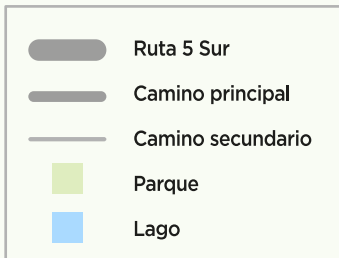 Ruta 5 Sur
Camino principal
Camino secundario
Parque
Lago